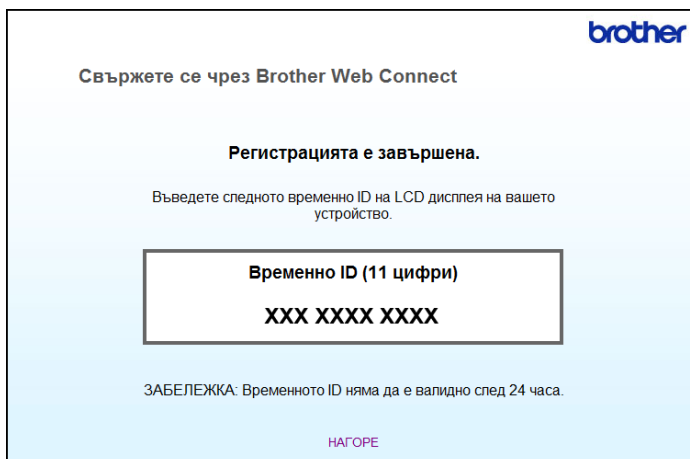 brother
Свържете се чрез Brother Web Connect
Регистрацията е завършена.
Въведете следното временно ID на LCD дисплея на вашето
устройство.
Временно ID (11 цифри)
XXX XXXX XXXX
ЗАБЕЛЕЖКА: Временното ID няма да е валидно след 24 часа.
НАГОРЕ